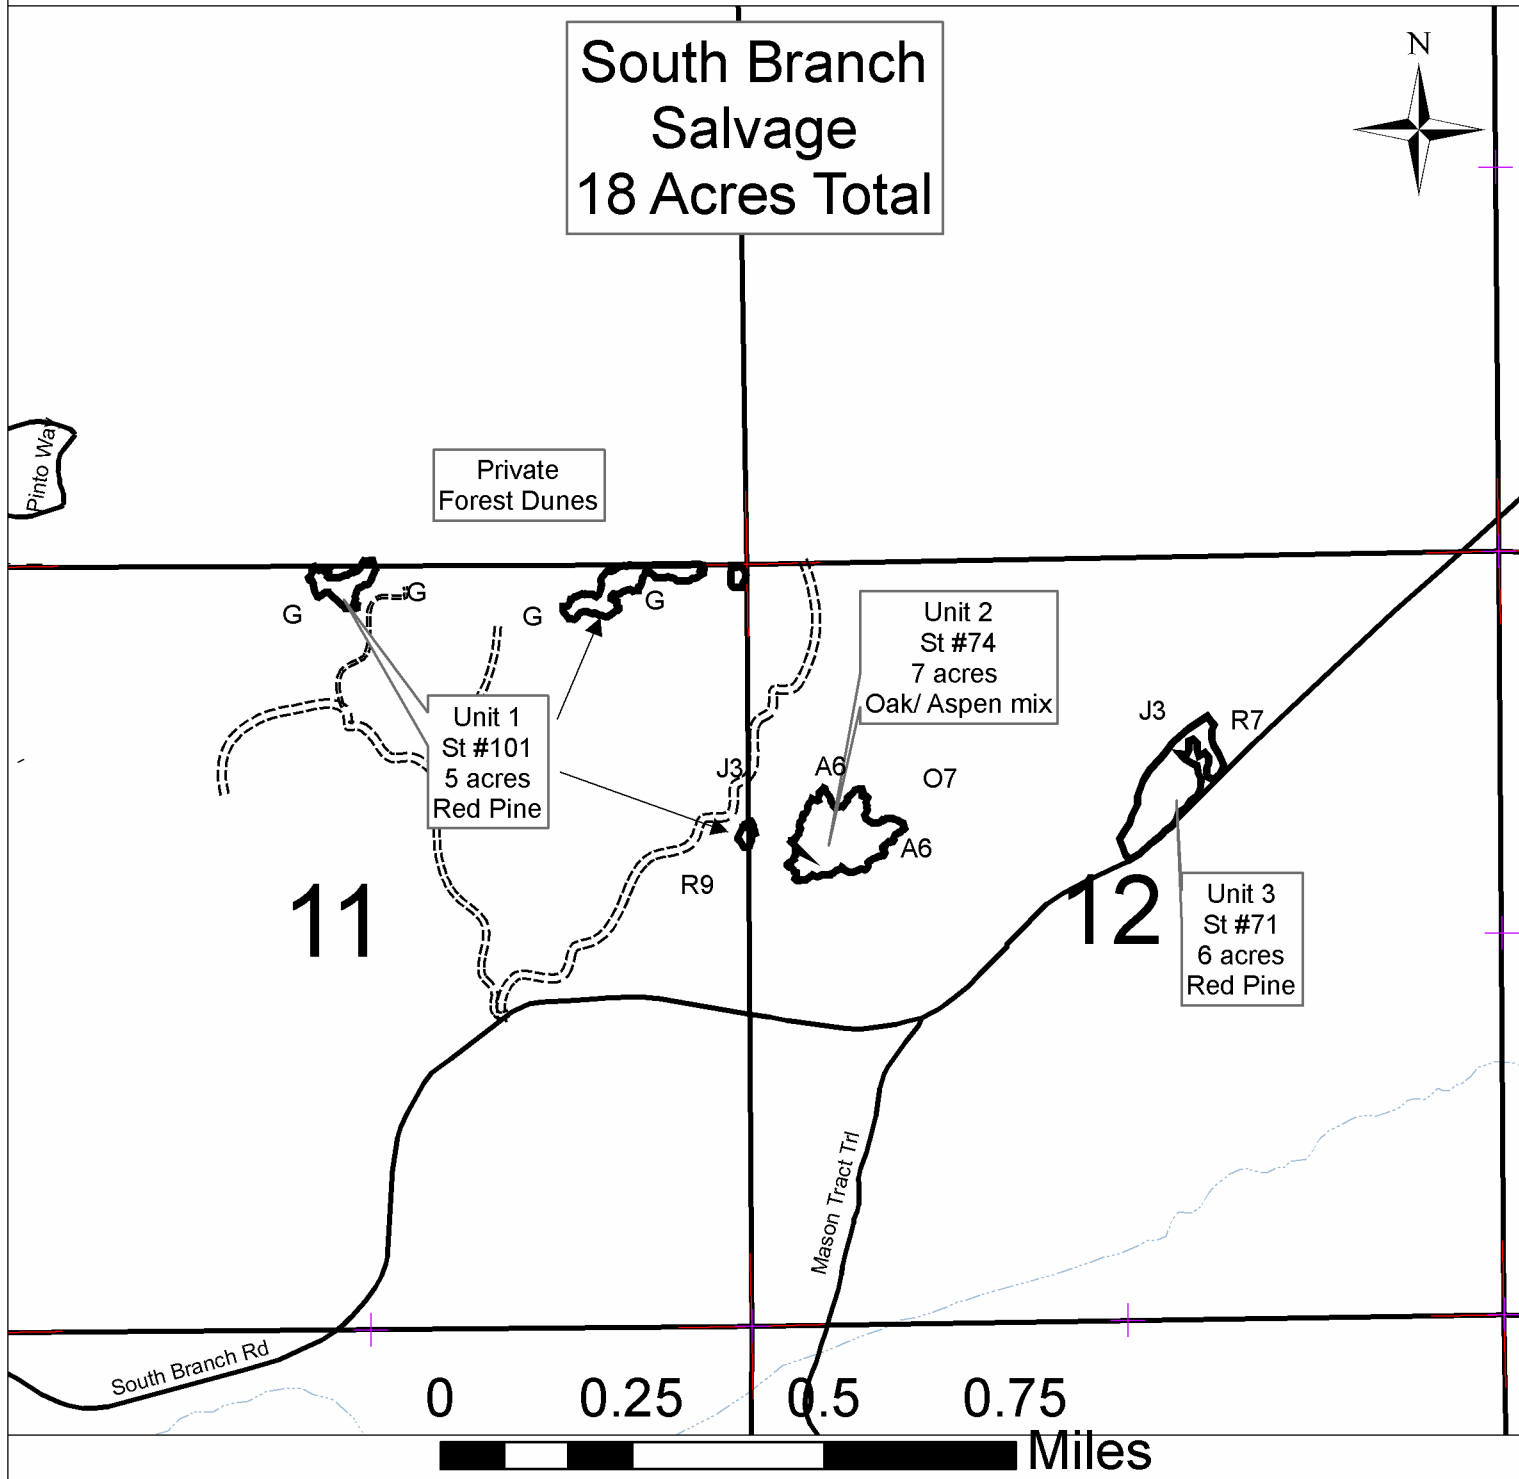 South Branch
Salvage
18 Acres Total
N
Pinto Way
Private
Forest Dunes
G
G
G
G
Unit 2
St #74
7 acres
Oak/ Aspen mix
Unit 1
St #101
5 acres
Red Pine
J3
R7
J3
A6
O7
A6
R9
11
12
Unit 3
St #71
6 acres
Red Pine
Mason Tract Trl
South Branch Rd
0 0.25 0.5 0.75
Miles